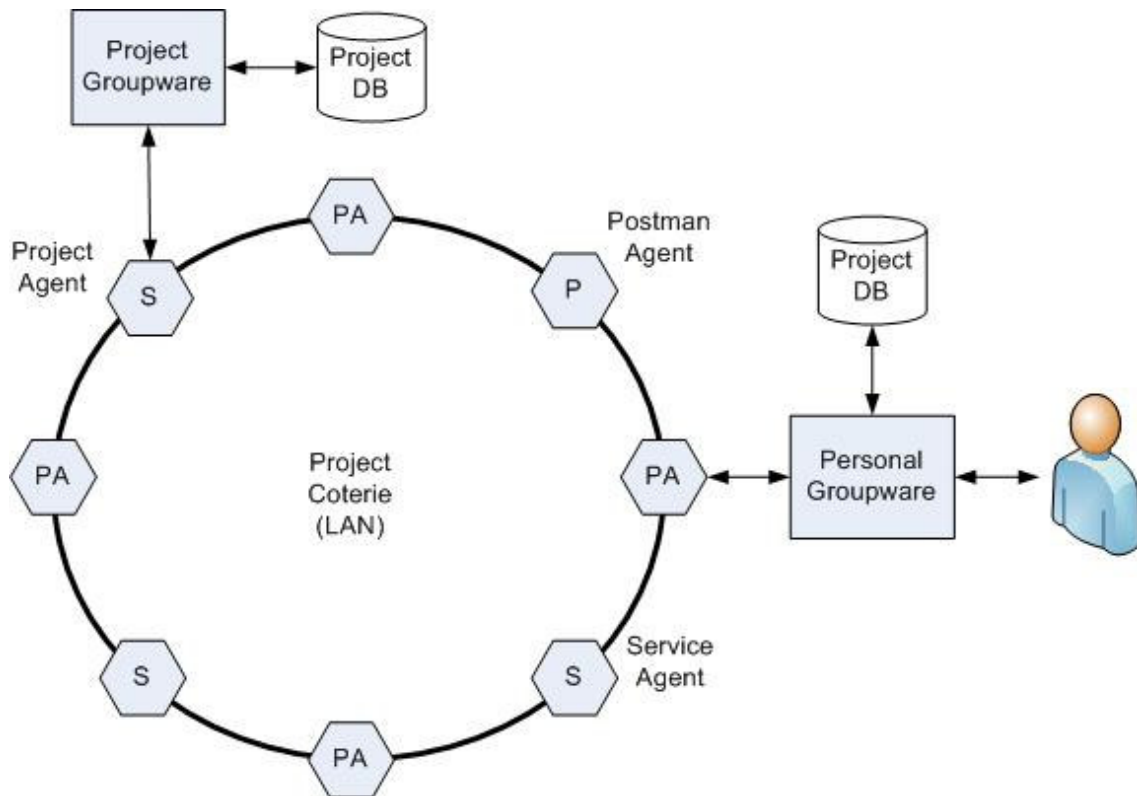 Project
Groupware
Project
DB
PA
Postman
Agent
Project
Agent
S
P
Project
DB
PA
Project
Coterie
(LAN)
PA
Personal
Groupware
S
Service
Agent
S
PA